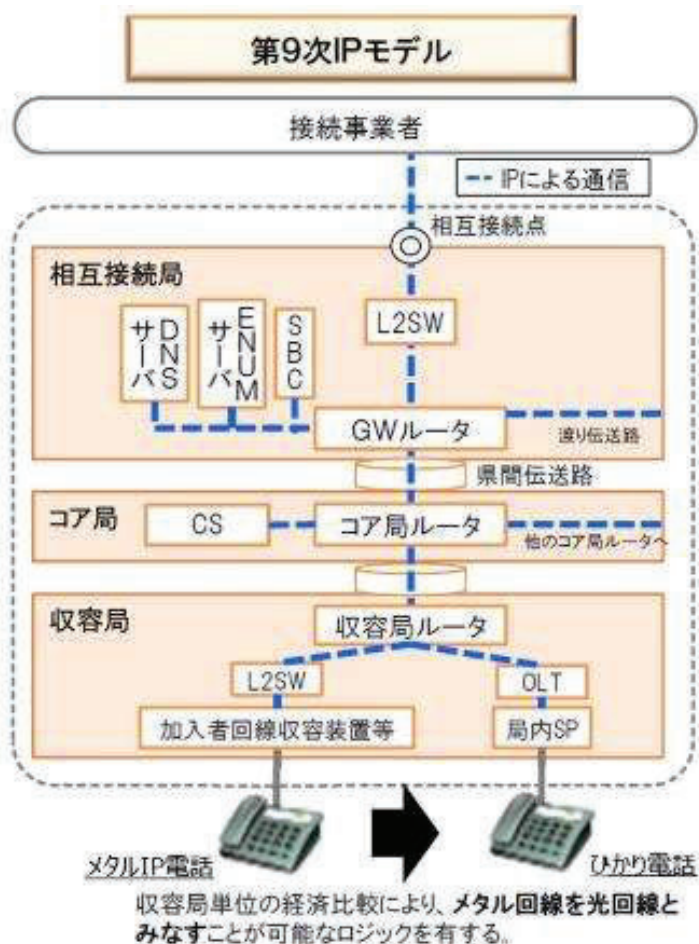 第9次IPモデル
接続事業者
IPによる通信
相互接続点
相互接続局
DNSサーバ
ENUMサーバ
SBC
L2SW
GWルータ
渡り伝送路
県間伝送路
コア局
CS
コア局ルータ
他のコア局ルータへ
収容局
収容局ルータ
L2SW
OLT
加入者回線収容装置等
局内SP
メタルIP電話
ひかり電話
収容局単位の経済比較により、メタル回線を光回線と
みなすことが可能なロジックを有する。